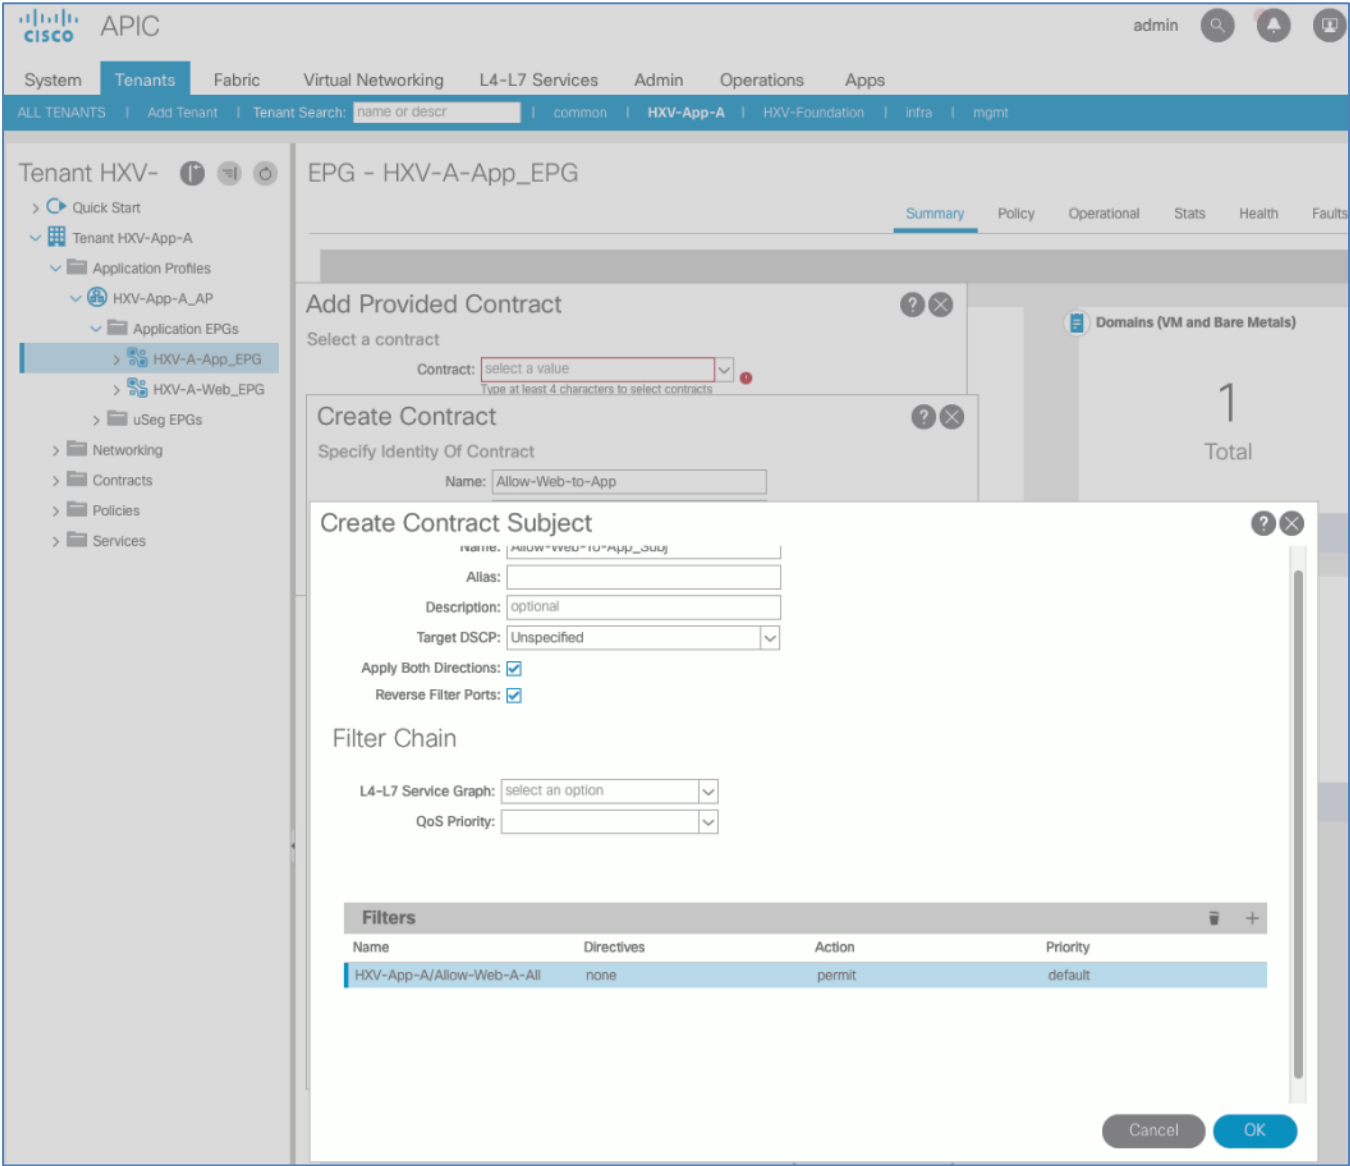 cisco APIC admin
System Tenants Fabric Virtual Networking L4-L7 Services Admin Operations Apps
ALL TENANTS | Add Tenant | Tenant Search: name or descr | common | HXV-App-A | HXV-Foundation | infra | mgmt
Tenant HXV-
Quick Start
Tenant HXV-App-A
Application Profiles
HXV-App-A_AP
Application EPGs
HXV-A-App_EPG
HXV-A-Web_EPG
uSeg EPGs
Networking
Contracts
Policies
Services
EPG - HXV-A-App_EPG
Summary Policy Operational Stats Health Faults
Add Provided Contract
Select a contract
Contract: select a value
Type at least 4 characters to select contracts
Domains (VM and Bare Metals)
1
Total
Create Contract
Specify Identity Of Contract
Name: Allow-Web-to-App
Create Contract Subject
Name: Allow-Web-To-App_Subj
Alias:
Description: optional
Target DSCP: Unspecified
Apply Both Directions:
Reverse Filter Ports:
Filter Chain
L4-L7 Service Graph: select an option
QoS Priority:
Filters
Name Directives Action Priority
HXV-App-A/Allow-Web-A-All none permit default
Cancel OK